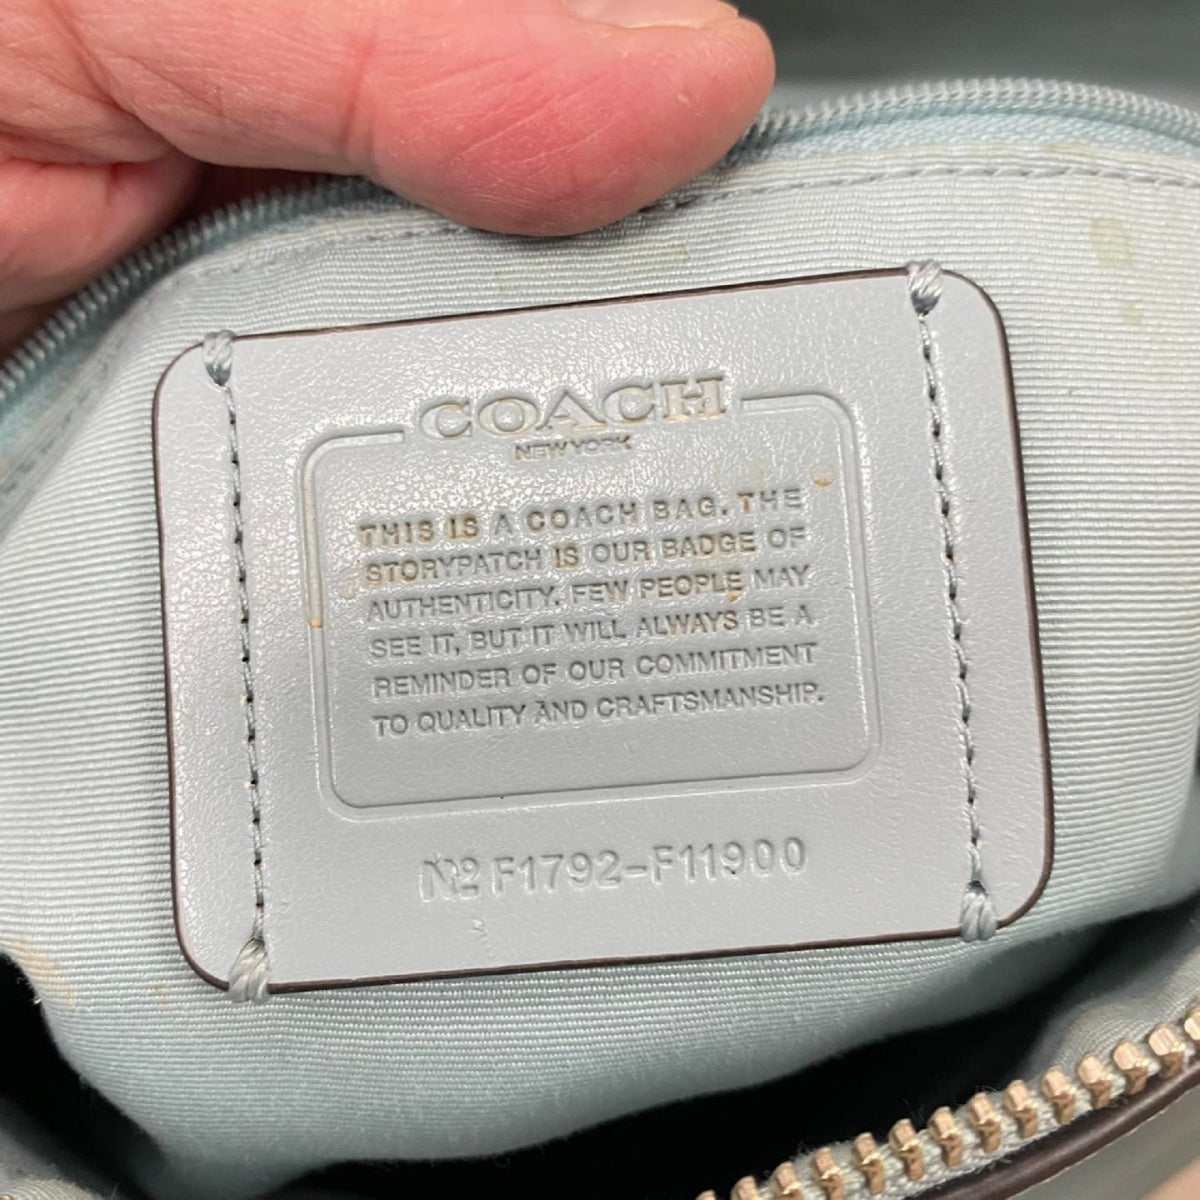 COACH
NEW YORK
THIS IS A COACH BAG. THE
STORYPATCH IS OUR BADGE OF
AUTHENTICITY. FEW PEOPLE MAY
SEE IT, BUT IT WILL ALWAYS BE A
REMINDER OF OUR COMMITMENT
TO QUALITY AND CRAFTSMANSHIP.
Nº F1792-F11900